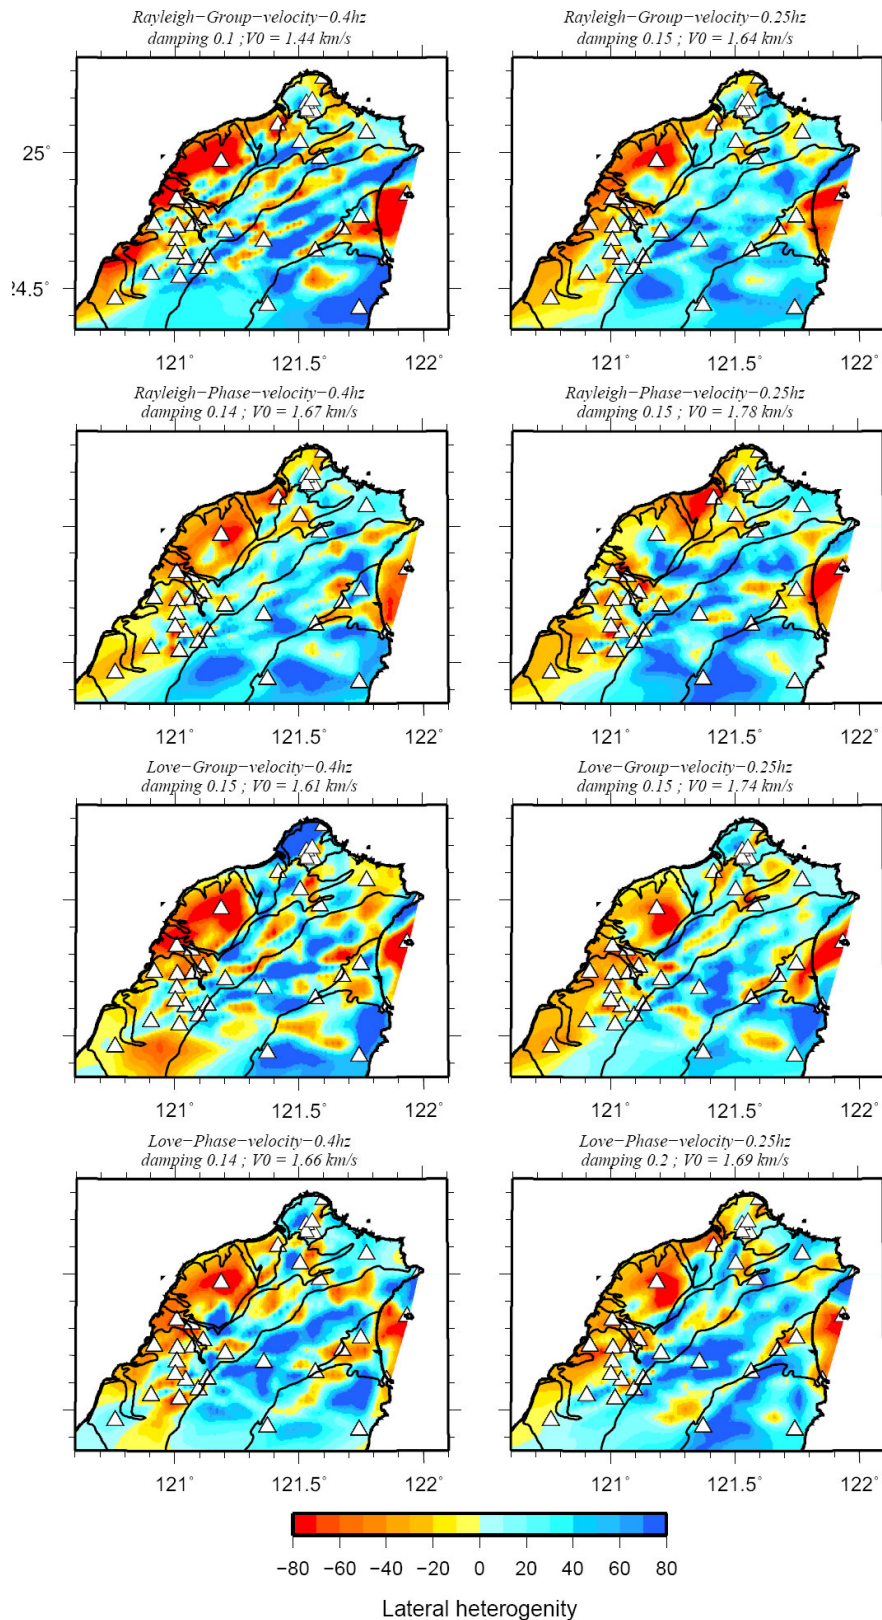 Rayleigh−Group−velocity−0.4hz
damping 0.1 ;V0 = 1.44 km/s
Rayleigh−Group−velocity−0.25hz
damping 0.15 ; V0 = 1.64 km/s
25°
24.5°
121° 121.5° 122°
121° 121.5° 122°
Rayleigh−Phase−velocity−0.4hz
damping 0.14 ; V0 = 1.67 km/s
Rayleigh−Phase−velocity−0.25hz
damping 0.15 ; V0 = 1.78 km/s
121° 121.5° 122°
121° 121.5° 122°
Love−Group−velocity−0.4hz
damping 0.15 ; V0 = 1.61 km/s
Love−Group−velocity−0.25hz
damping 0.15 ; V0 = 1.74 km/s
121° 121.5° 122°
121° 121.5° 122°
Love−Phase−velocity−0.4hz
damping 0.14 ; V0 = 1.66 km/s
Love−Phase−velocity−0.25hz
damping 0.2 ; V0 = 1.69 km/s
121° 121.5° 122°
121° 121.5° 122°
−80 −60 −40 −20 0 20 40 60 80
Lateral heterogenity